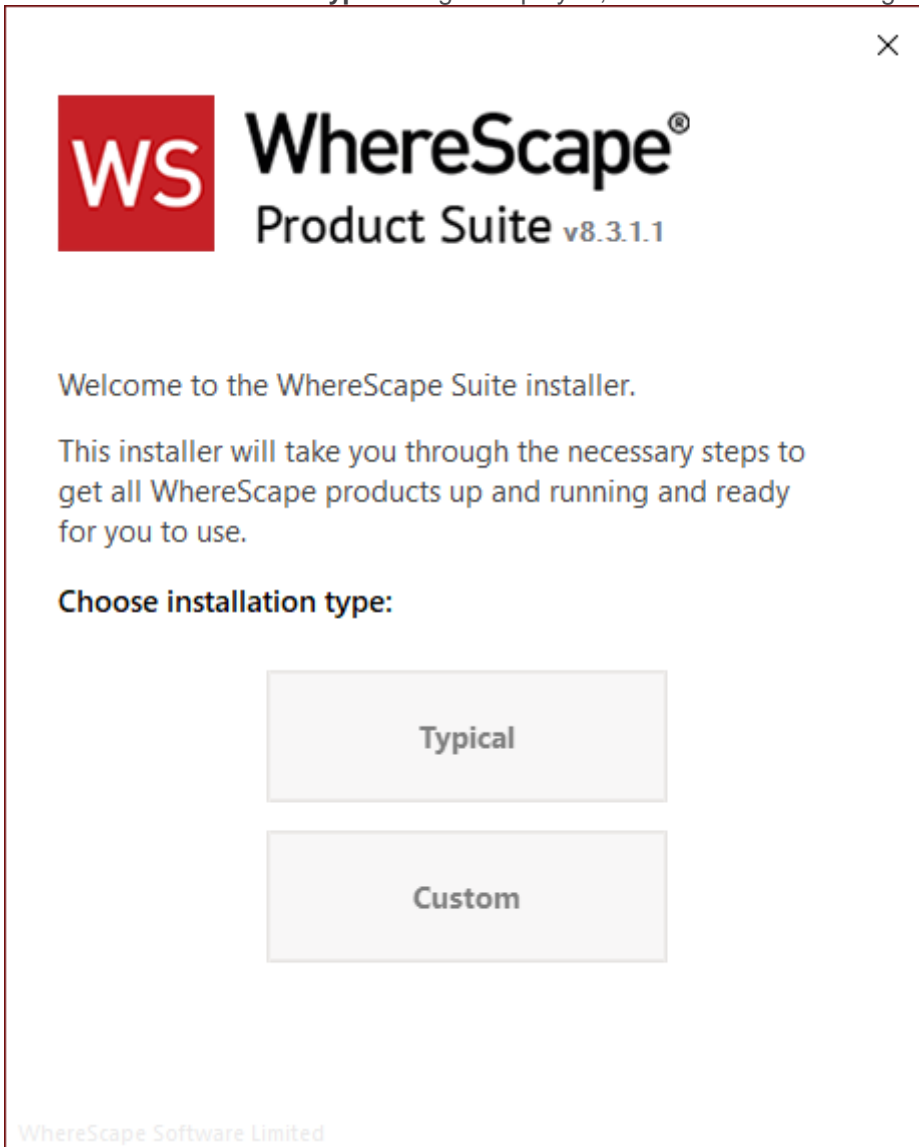 WS WhereScape®
Product Suite v8.3.1.1
Welcome to the WhereScape Suite installer.
This installer will take you through the necessary steps to
get all WhereScape products up and running and ready
for you to use.
Choose installation type:
Typical
Custom
WhereScape Software Limited